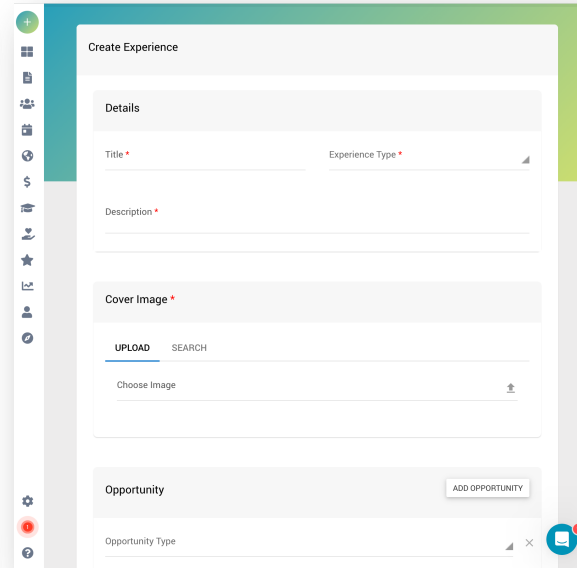 Create Experience
Details
Title *
Experience Type *
Description *
Cover Image *
UPLOAD
SEARCH
Choose Image
Opportunity
ADD OPPORTUNITY
Opportunity Type